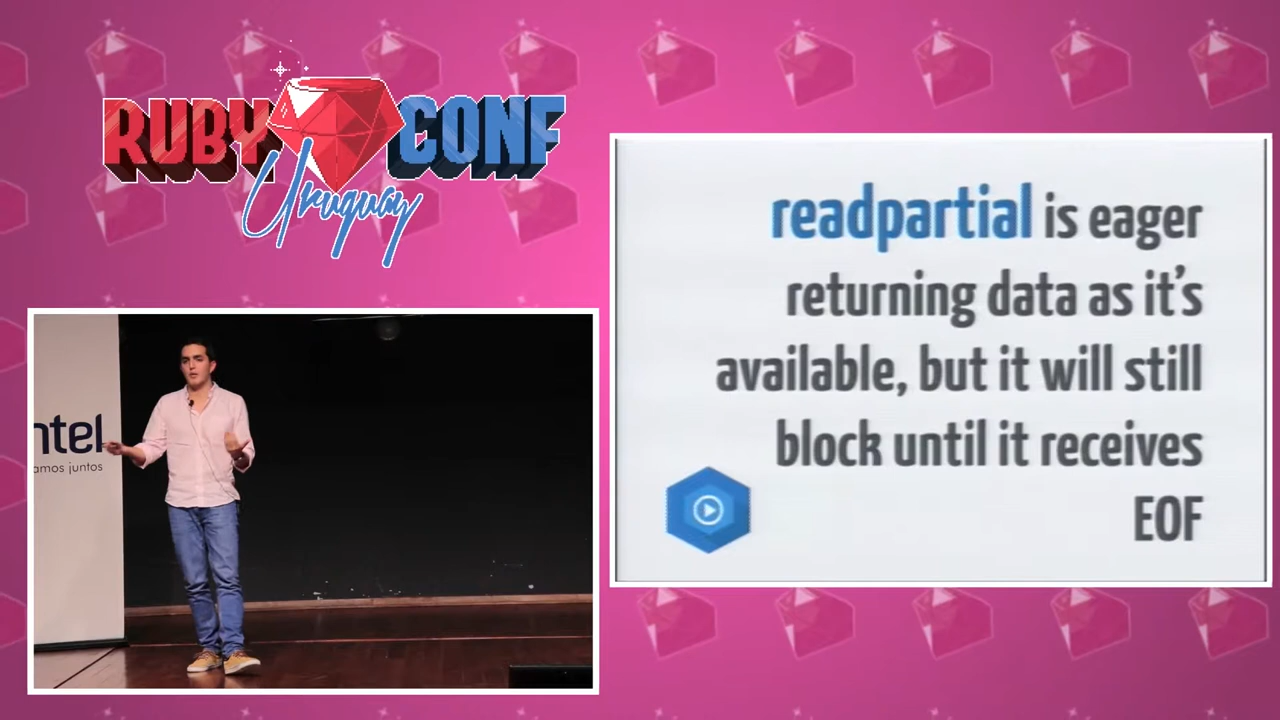 RUBY CONF
Uruguay
readpartial is eager
returning data as it's
available, but it will still
block until it receives
EOF
ntel
amos juntos